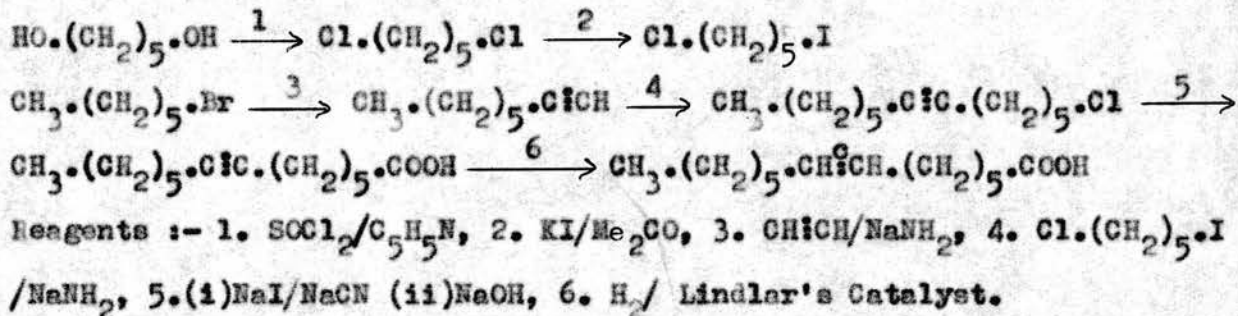 HO.(CH₂)₅.OH —1→ Cl.(CH₂)₅.Cl —2→ Cl.(CH₂)₅.I
CH₃.(CH₂)₅.Br —3→ CH₃.(CH₂)₅.C⋮CH —4→ CH₃.(CH₂)₅.C⋮C.(CH₂)₅.Cl —5→
CH₃.(CH₂)₅.C⋮C.(CH₂)₅.COOH —6→ CH₃.(CH₂)₅.CH:ᶜCH.(CH₂)₅.COOH
Reagents :- 1. SOCl₂/C₅H₅N, 2. KI/Me₂CO, 3. CH⋮CH/NaNH₂, 4. Cl.(CH₂)₅.I
/NaNH₂, 5.(i)NaI/NaCN (ii)NaOH, 6. H₂/ Lindlar's Catalyst.